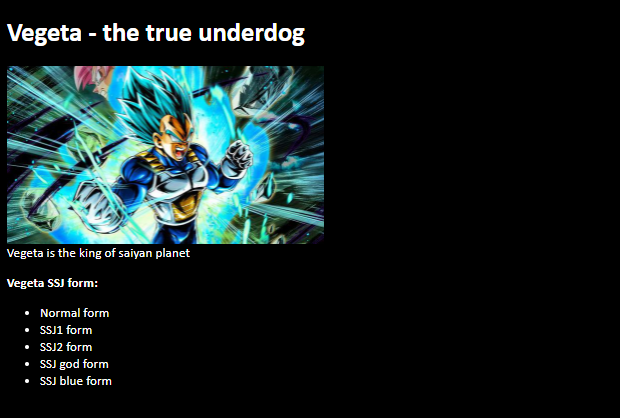 Vegeta - the true underdog
Vegeta is the king of saiyan planet
Vegeta SSJ form:
Normal form
SSJ1 form
SSJ2 form
SSJ god form
SSJ blue form